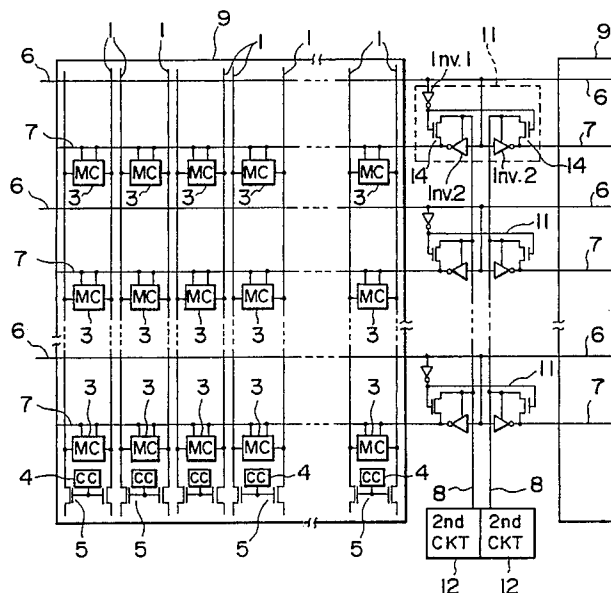 1 1 9 1 1 1 11 9
6 Inv.1 6
7 7
MC MC MC MC MC 14 Inv.2 Inv.2 14
3 3 3 3 3
6 11 6
7 7
MC MC MC MC MC
3 3 3 3 3
6 6
3 3 3 3 3 11
7 7
MC MC MC MC MC
4 CC CC CC CC 4 CC 4
8 8
5 5 5 5
2nd CKT 2nd CKT
12 12